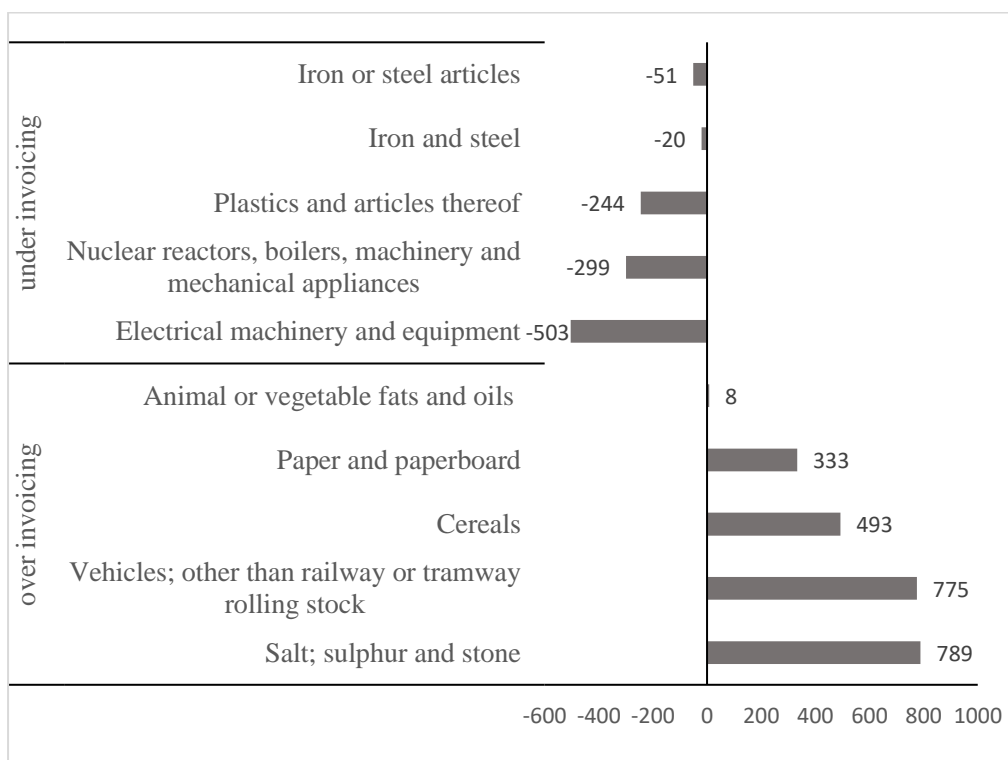 under invoicing
Iron or steel articles
-51
Iron and steel
-20
Plastics and articles thereof
-244
Nuclear reactors, boilers, machinery and
mechanical appliances
-299
Electrical machinery and equipment
-503
over invoicing
Animal or vegetable fats and oils
8
Paper and paperboard
333
Cereals
493
Vehicles; other than railway or tramway
rolling stock
775
Salt; sulphur and stone
789
-600 -400 -200 0 200 400 600 800 1000